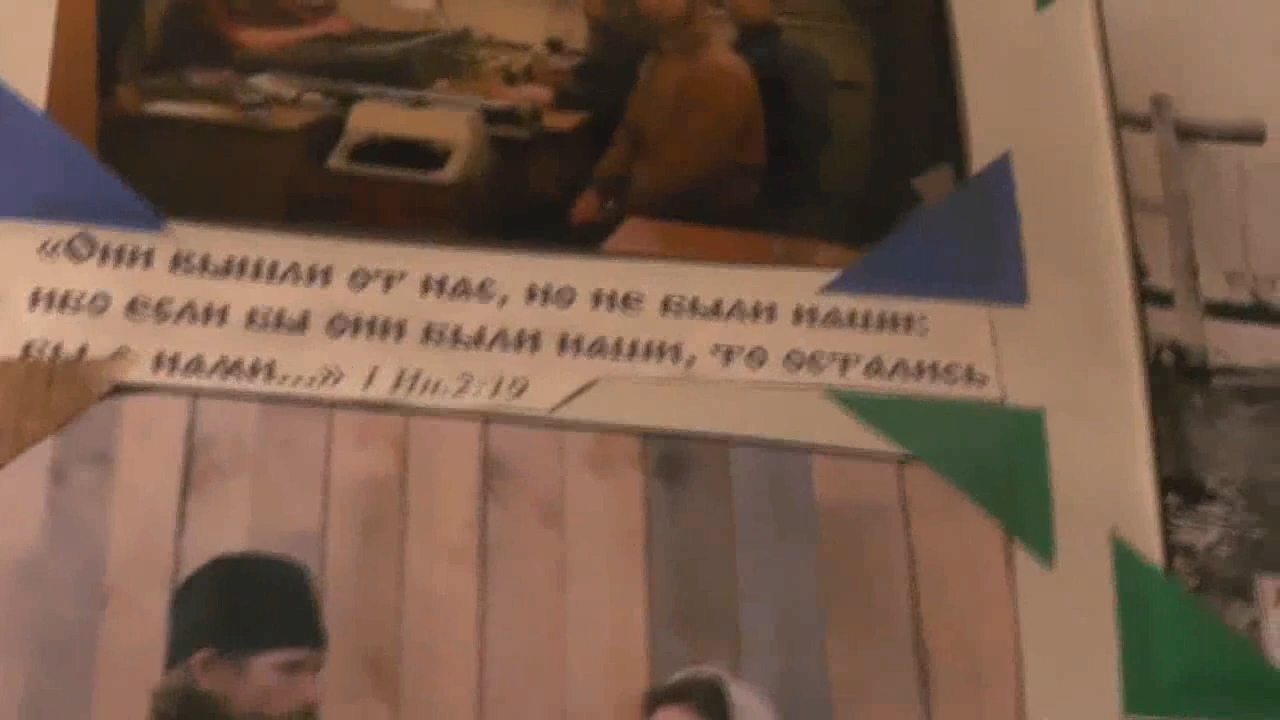 «Они вышли от нас, но не были наши:
ибо если бы они были наши, то остались
бы с нами...» 1 Ин.2:19